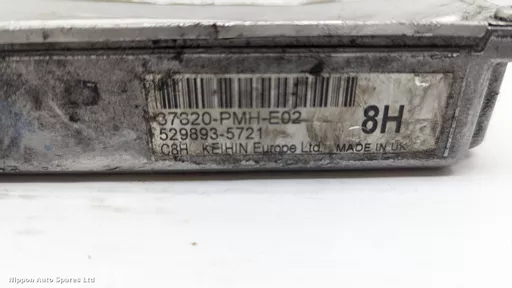 37820-PMH-E02
529893-5721
8H
C8H KEIHIN Europe Ltd MADE IN UK
Nippon Auto Spares Ltd